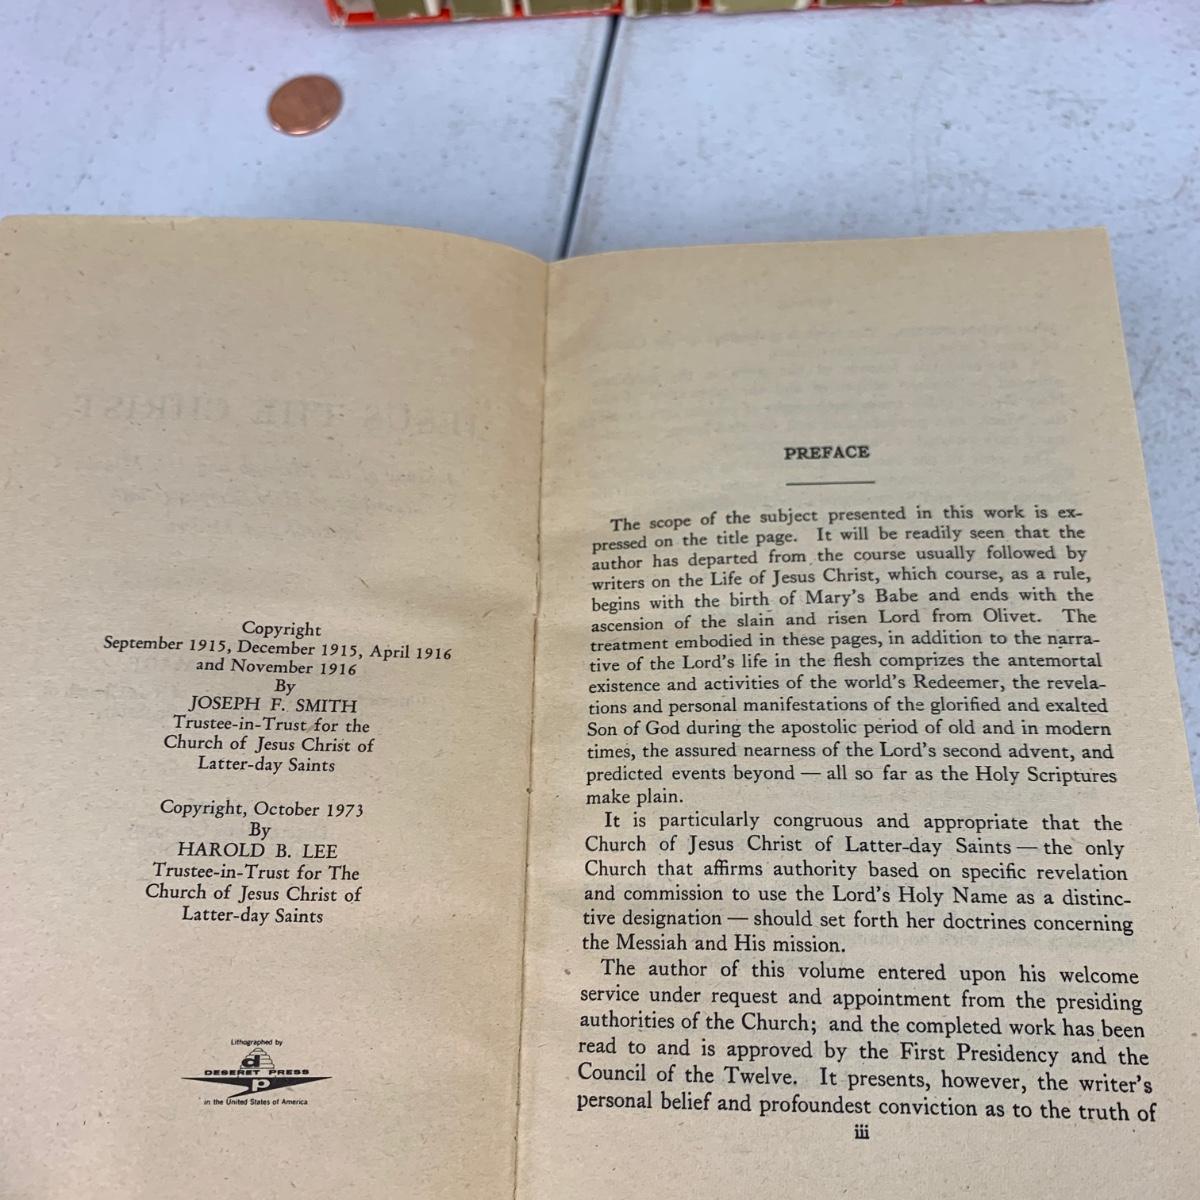 Copyright
September 1915, December 1915, April 1916
and November 1916
By
JOSEPH F. SMITH
Trustee-in-Trust for the
Church of Jesus Christ of
Latter-day Saints
Copyright, October 1973
By
HAROLD B. LEE
Trustee-in-Trust for The
Church of Jesus Christ of
Latter-day Saints
Lithographed by
d
DESERET PRESS
P
in the United States of America
PREFACE
The scope of the subject presented in this work is ex-
pressed on the title page. It will be readily seen that the
author has departed from the course usually followed by
writers on the Life of Jesus Christ, which course, as a rule,
begins with the birth of Mary's Babe and ends with the
ascension of the slain and risen Lord from Olivet. The
treatment embodied in these pages, in addition to the narra-
tive of the Lord's life in the flesh comprizes the antemortal
existence and activities of the world's Redeemer, the revela-
tions and personal manifestations of the glorified and exalted
Son of God during the apostolic period of old and in modern
times, the assured nearness of the Lord's second advent, and
predicted events beyond — all so far as the Holy Scriptures
make plain.
It is particularly congruous and appropriate that the
Church of Jesus Christ of Latter-day Saints — the only
Church that affirms authority based on specific revelation
and commission to use the Lord's Holy Name as a distinc-
tive designation — should set forth her doctrines concerning
the Messiah and His mission.
The author of this volume entered upon his welcome
service under request and appointment from the presiding
authorities of the Church; and the completed work has been
read to and is approved by the First Presidency and the
Council of the Twelve. It presents, however, the writer's
personal belief and profoundest conviction as to the truth of
iii